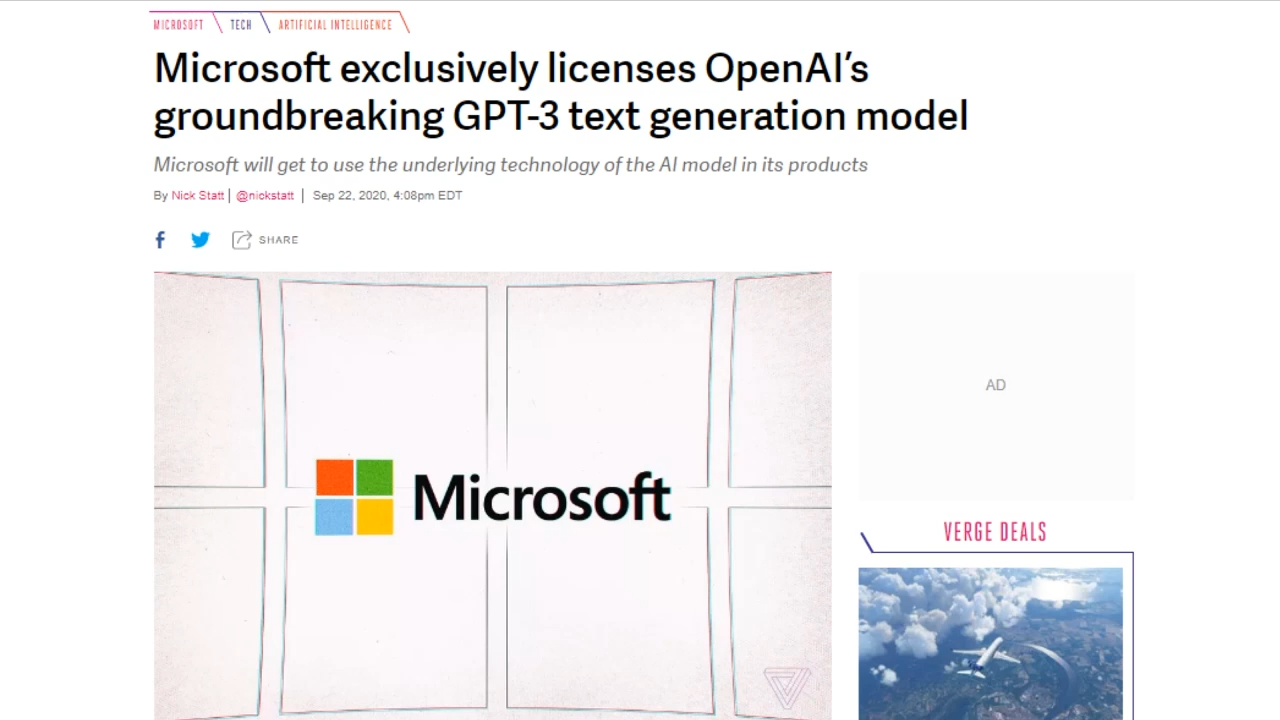 MICROSOFT TECH ARTIFICIAL INTELLIGENCE
Microsoft exclusively licenses OpenAI’s
groundbreaking GPT-3 text generation model
Microsoft will get to use the underlying technology of the AI model in its products
By Nick Statt | @nickstatt | Sep 22, 2020, 4:08pm EDT
f SHARE
Microsoft
AD
VERGE DEALS